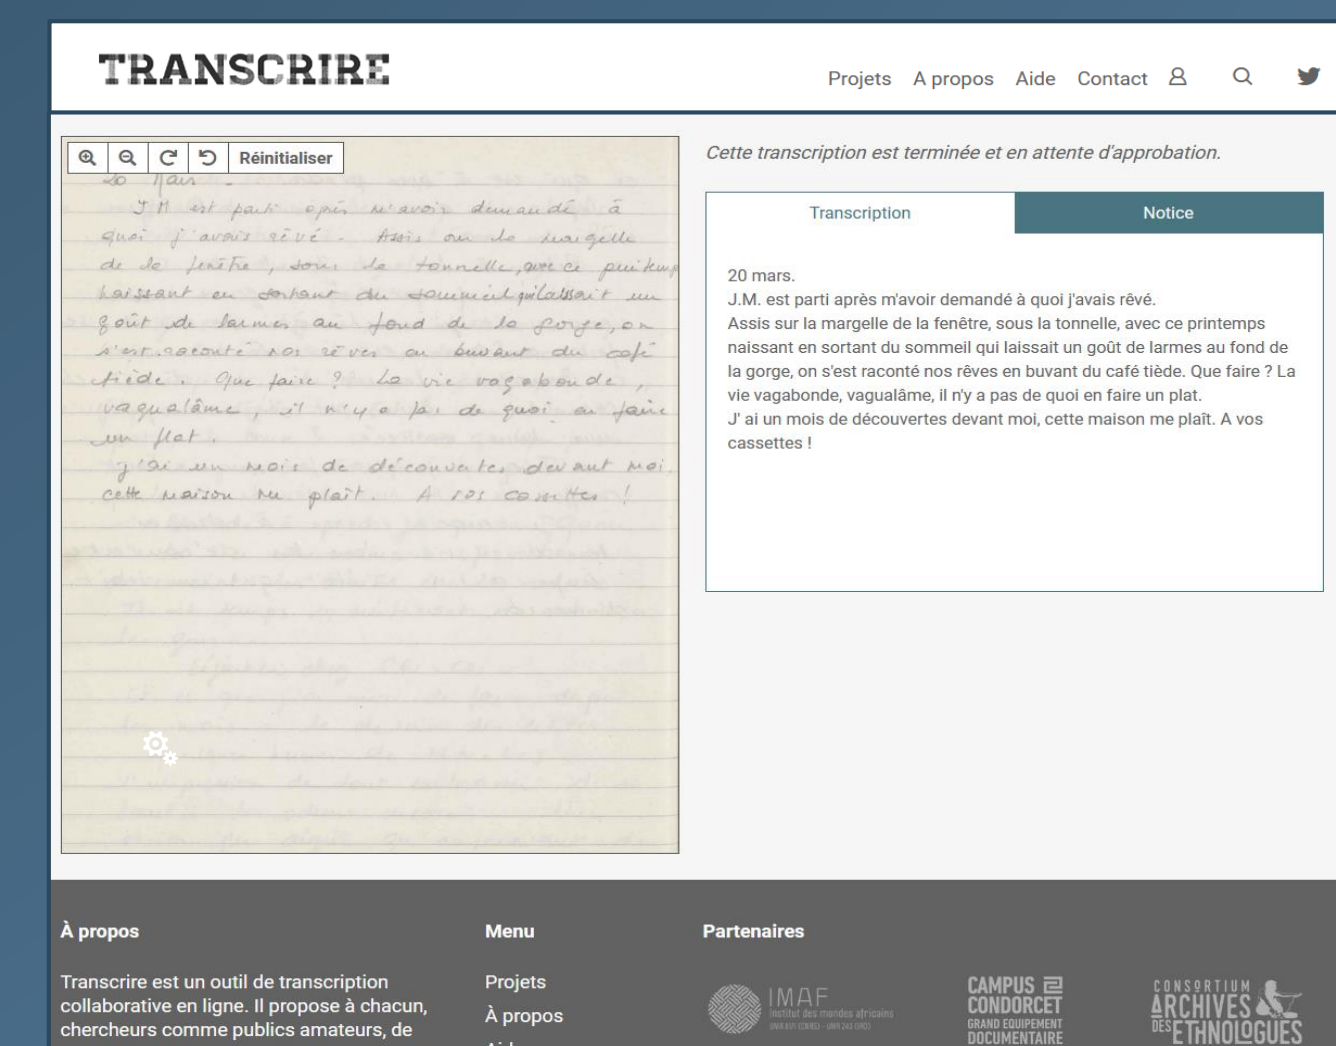 TRANSCRIRE
Projets A propos Aide Contact
Réinitialiser
20 Mars -
J M est parti après m'avoir demandé à
quoi j'avais rêvé - Assis sur la margelle
de la fenêtre, sous la tonnelle, avec ce printemps
naissant en sortant du sommeil qui laissait un
goût de larmes au fond de la gorge, on
s'est raconté nos rêves en buvant du café
tiède. Que faire ? La vie vagabonde,
vagualâme, il n'y a pas de quoi en faire
un plat.
J'ai un mois de découvertes devant moi,
cette maison me plaît. A vos cassettes !
Cette transcription est terminée et en attente d'approbation.
Transcription Notice
20 mars.
J.M. est parti après m'avoir demandé à quoi j'avais rêvé.
Assis sur la margelle de la fenêtre, sous la tonnelle, avec ce printemps
naissant en sortant du sommeil qui laissait un goût de larmes au fond de
la gorge, on s'est raconté nos rêves en buvant du café tiède. Que faire ? La
vie vagabonde, vagualâme, il n'y a pas de quoi en faire un plat.
J' ai un mois de découvertes devant moi, cette maison me plaît. A vos
cassettes !
À propos
Transcrire est un outil de transcription
collaborative en ligne. Il propose à chacun,
chercheurs comme publics amateurs, de
Menu
Projets
À propos
Partenaires
IMAF
Institut des mondes africains
CAMPUS
CONDORCET
GRAND EQUIPEMENT
DOCUMENTAIRE
CONSORTIUM
ARCHIVES
DES ETHNOLOGUES